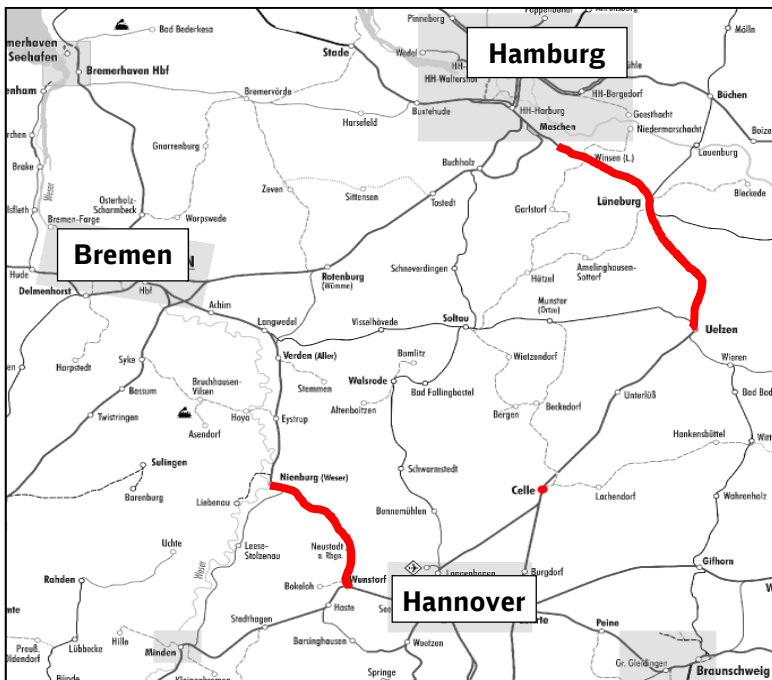 Pinneberg
Bad Bederkesa
Wedel
Mölln
Seehafen
Stade
Hamburg
Bremerhaven Hbf
HH-Bergedorf
Büchen
Bremervörde
Buxtehude
HH-Harburg
Geesthacht
Harsefeld
Maschen
Niedermarschacht
Gnarrenburg
Lauenburg
Brake
Buchholz
Winsen (L.)
Weser
Zeven
Sittensen
Tostedt
Bleckede
Osterholz-
Scharmbeck
Worpswede
Garlstorf
Lüneburg
Bremen-Farge
Bremen
Amelinghausen-
Sottorf
Hude
Hbf
Rotenburg
(Wümme)
Schneverdingen
Hützel
Delmenhorst
Achim
Munster
(Örtze)
Langwedel
Visselhövede
Soltau
Uelzen
Harpstedt
Syke
Verden (Aller)
Bomlitz
Wietzendorf
Wieren
Bassum
Bruchhausen-
Vilsen
Stemmen
Walsrode
Bad Fallingbostel
Unterlüß
Twistringen
Hoya
Eystrup
Altenboitzen
Bergen
Beckedorf
Asendorf
Hankensbüttel
Sulingen
Schwarmstedt
Nienburg (Weser)
Barenburg
Liebenau
Celle
Lachendorf
Wahrenholz
Bennemühlen
Uchte
Leese-
Stolzenau
Neustadt
a. Rbge.
Gifhorn
Weser
Rahden
Bokeloh
Wunstorf
Langenhagen
Burgdorf
Hannover
Haste
Stadthagen
Peine
Hille
Lübbecke
Minden
Barsinghausen
Weetzen
Gr. Gleidingen
Braunschweig
Springe